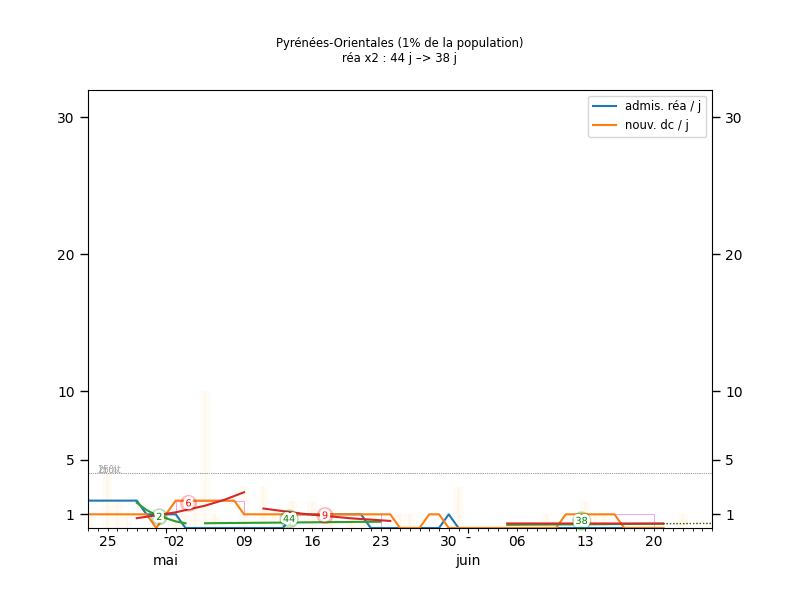 Pyrénées-Orientales (1% de la population)
réa x2 : 44 j –> 38 j
admis. réa / j
nouv. dc / j
30 30
20 20
10 10
5 5
1 1
2 6 44 9 38
25 02 09 16 23 30 06 13 20
mai juin